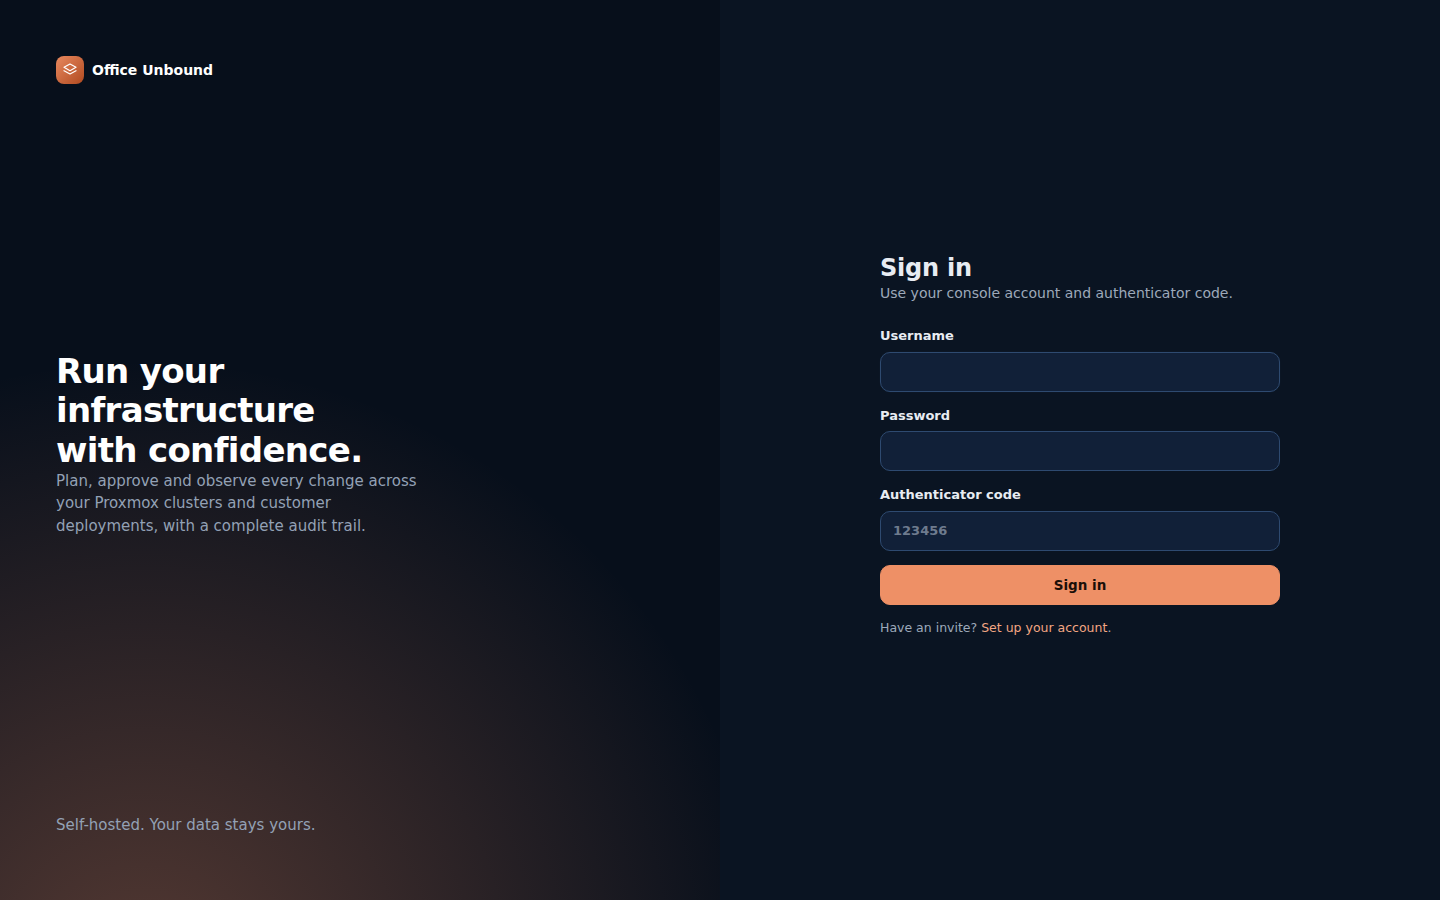 Office Unbound
Run your
infrastructure
with confidence.
Plan, approve and observe every change across
your Proxmox clusters and customer
deployments, with a complete audit trail.
Self-hosted. Your data stays yours.
Sign in
Use your console account and authenticator code.
Username
Password
Authenticator code
123456
Sign in
Have an invite? Set up your account.